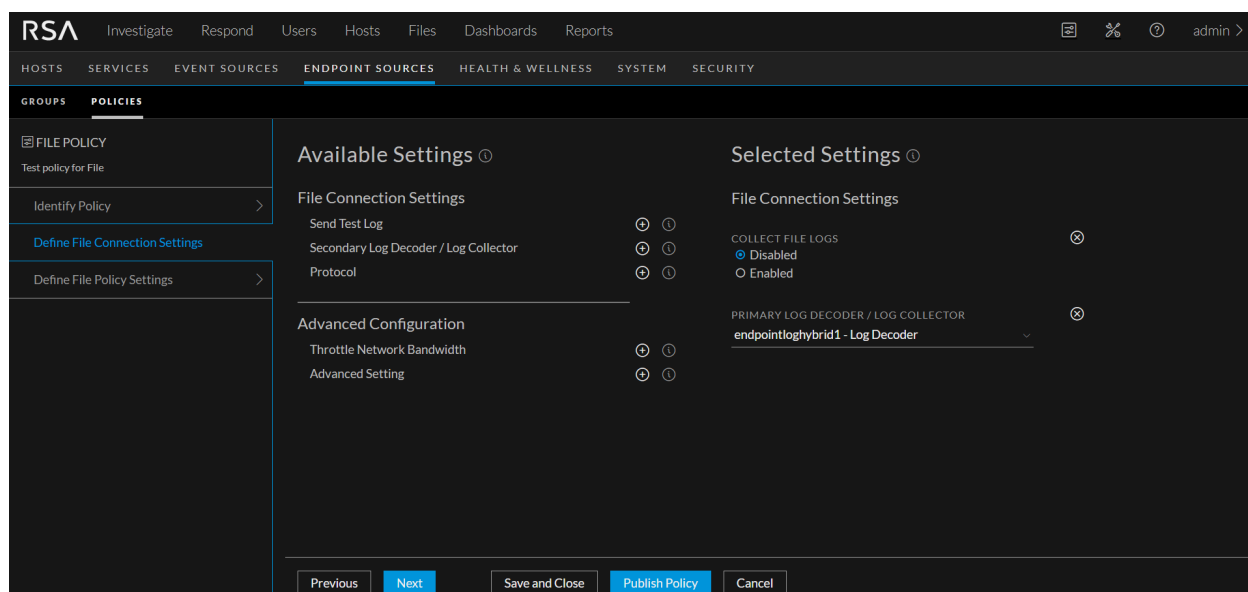 RSA Investigate Respond Users Hosts Files Dashboards Reports admin >
HOSTS SERVICES EVENT SOURCES ENDPOINT SOURCES HEALTH & WELLNESS SYSTEM SECURITY
GROUPS POLICIES
FILE POLICY
Test policy for File
Identify Policy
Define File Connection Settings
Define File Policy Settings
Available Settings
File Connection Settings
Send Test Log
Secondary Log Decoder / Log Collector
Protocol
Advanced Configuration
Throttle Network Bandwidth
Advanced Setting
Selected Settings
File Connection Settings
COLLECT FILE LOGS
Disabled
Enabled
PRIMARY LOG DECODER / LOG COLLECTOR
endpointloghybrid1 - Log Decoder
Previous Next Save and Close Publish Policy Cancel